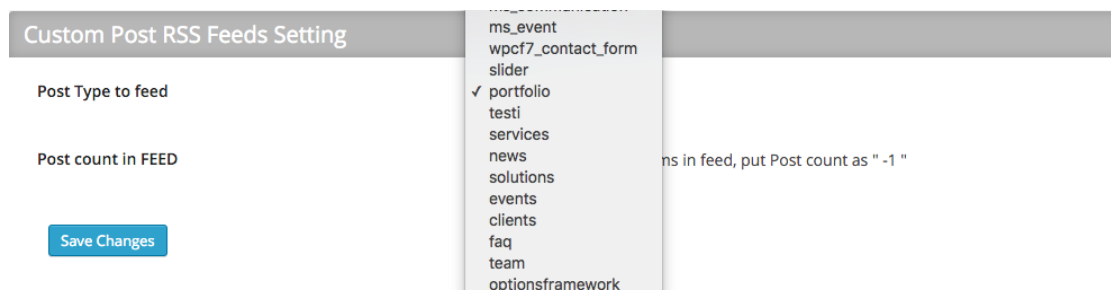 Custom Post RSS Feeds Setting
ms_event
wpcf7_contact_form
slider
Post Type to feed
✓ portfolio
testi
services
Post count in FEED
news
ms in feed, put Post count as " -1 "
solutions
events
clients
Save Changes
faq
team
optionsframework